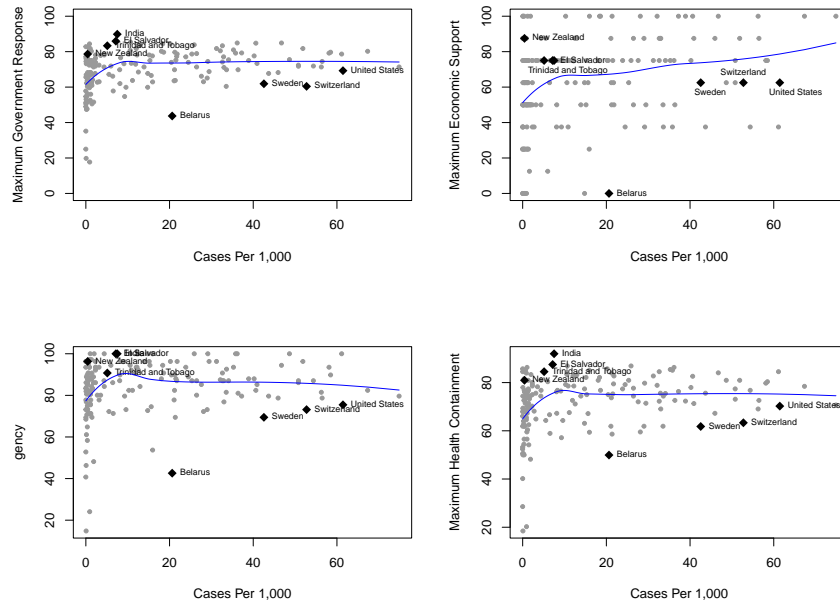 Maximum Government Response
100
80
60
40
20
0
India
El Salvador
Trinidad and Tobago
New Zealand
United States
Sweden
Switzerland
Belarus
0
20
40
60
Cases Per 1,000
Maximum Economic Support
100
80
60
40
20
0
New Zealand
El Salvador
Trinidad and Tobago
Switzerland
Sweden
United States
Belarus
0
20
40
60
Cases Per 1,000
gency
100
80
60
40
20
El Salvador
New Zealand
Trinidad and Tobago
United States
Switzerland
Sweden
Belarus
0
20
40
60
Cases Per 1,000
Maximum Health Containment
80
60
40
20
India
El Salvador
Trinidad and Tobago
New Zealand
United States
Switzerland
Sweden
Belarus
0
20
40
60
Cases Per 1,000